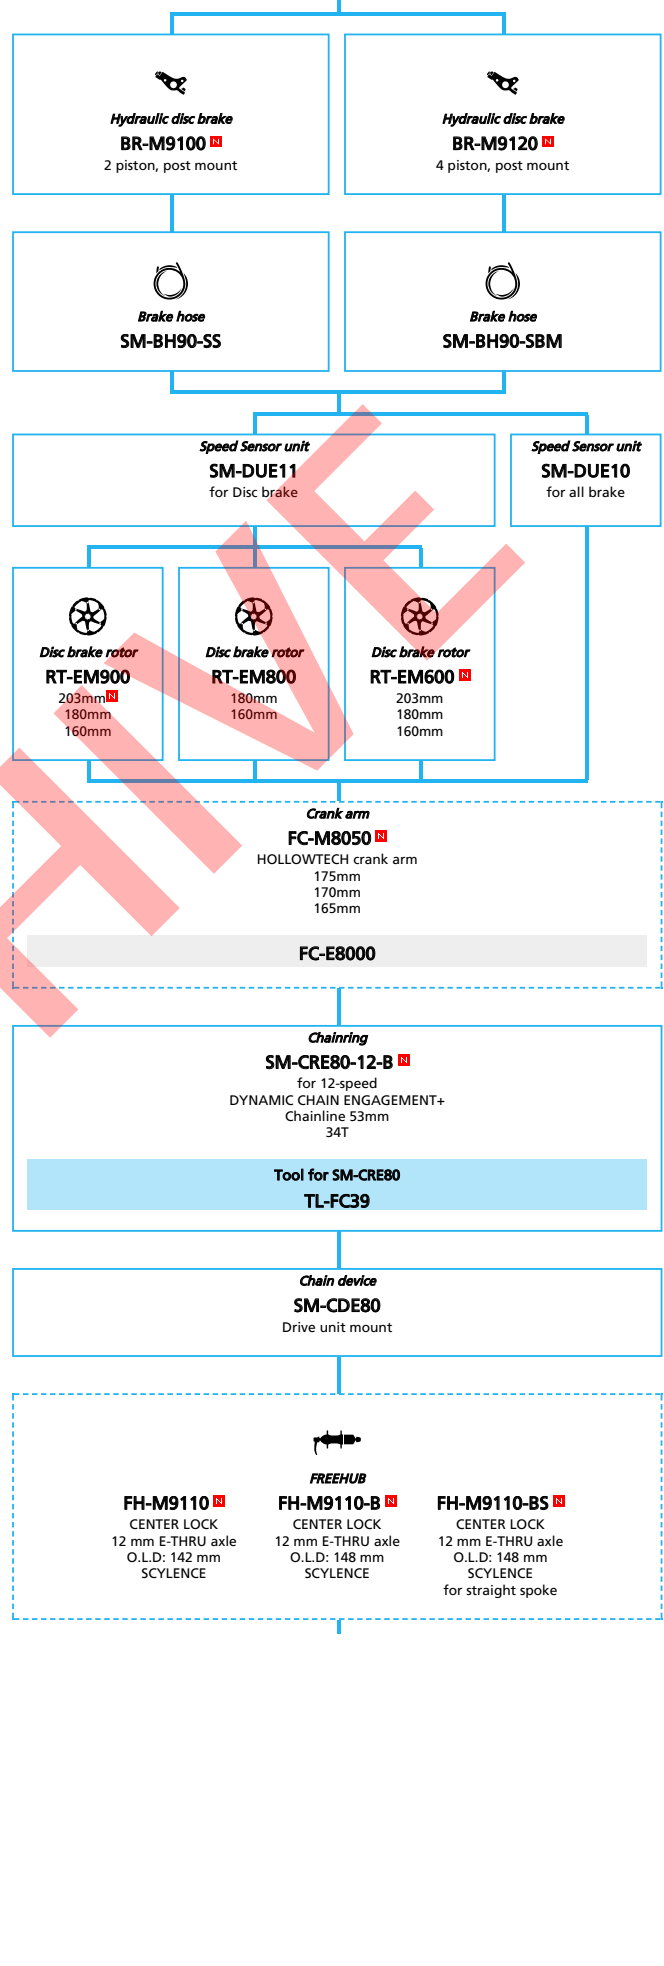 Hydraulic disc brake
BR-M9100 N
2 piston, post mount
Hydraulic disc brake
BR-M9120 N
4 piston, post mount
Brake hose
SM-BH90-SS
Brake hose
SM-BH90-SBM
Speed Sensor unit
SM-DUE11
for Disc brake
Speed Sensor unit
SM-DUE10
for all brake
Disc brake rotor
RT-EM900
203mm N
180mm
160mm
Disc brake rotor
RT-EM800
180mm
160mm
Disc brake rotor
RT-EM600 N
203mm
180mm
160mm
Crank arm
FC-M8050 N
HOLLOWTECH crank arm
175mm
170mm
165mm
FC-E8000
Chainring
SM-CRE80-12-B N
for 12-speed
DYNAMIC CHAIN ENGAGEMENT+
Chainline 53mm
34T
Tool for SM-CRE80
TL-FC39
Chain device
SM-CDE80
Drive unit mount
FREEHUB
FH-M9110 N
CENTER LOCK
12 mm E-THRU axle
O.L.D: 142 mm
SCYLENCE
FH-M9110-B N
CENTER LOCK
12 mm E-THRU axle
O.L.D: 148 mm
SCYLENCE
FH-M9110-BS N
CENTER LOCK
12 mm E-THRU axle
O.L.D: 148 mm
SCYLENCE
for straight spoke
HIVE